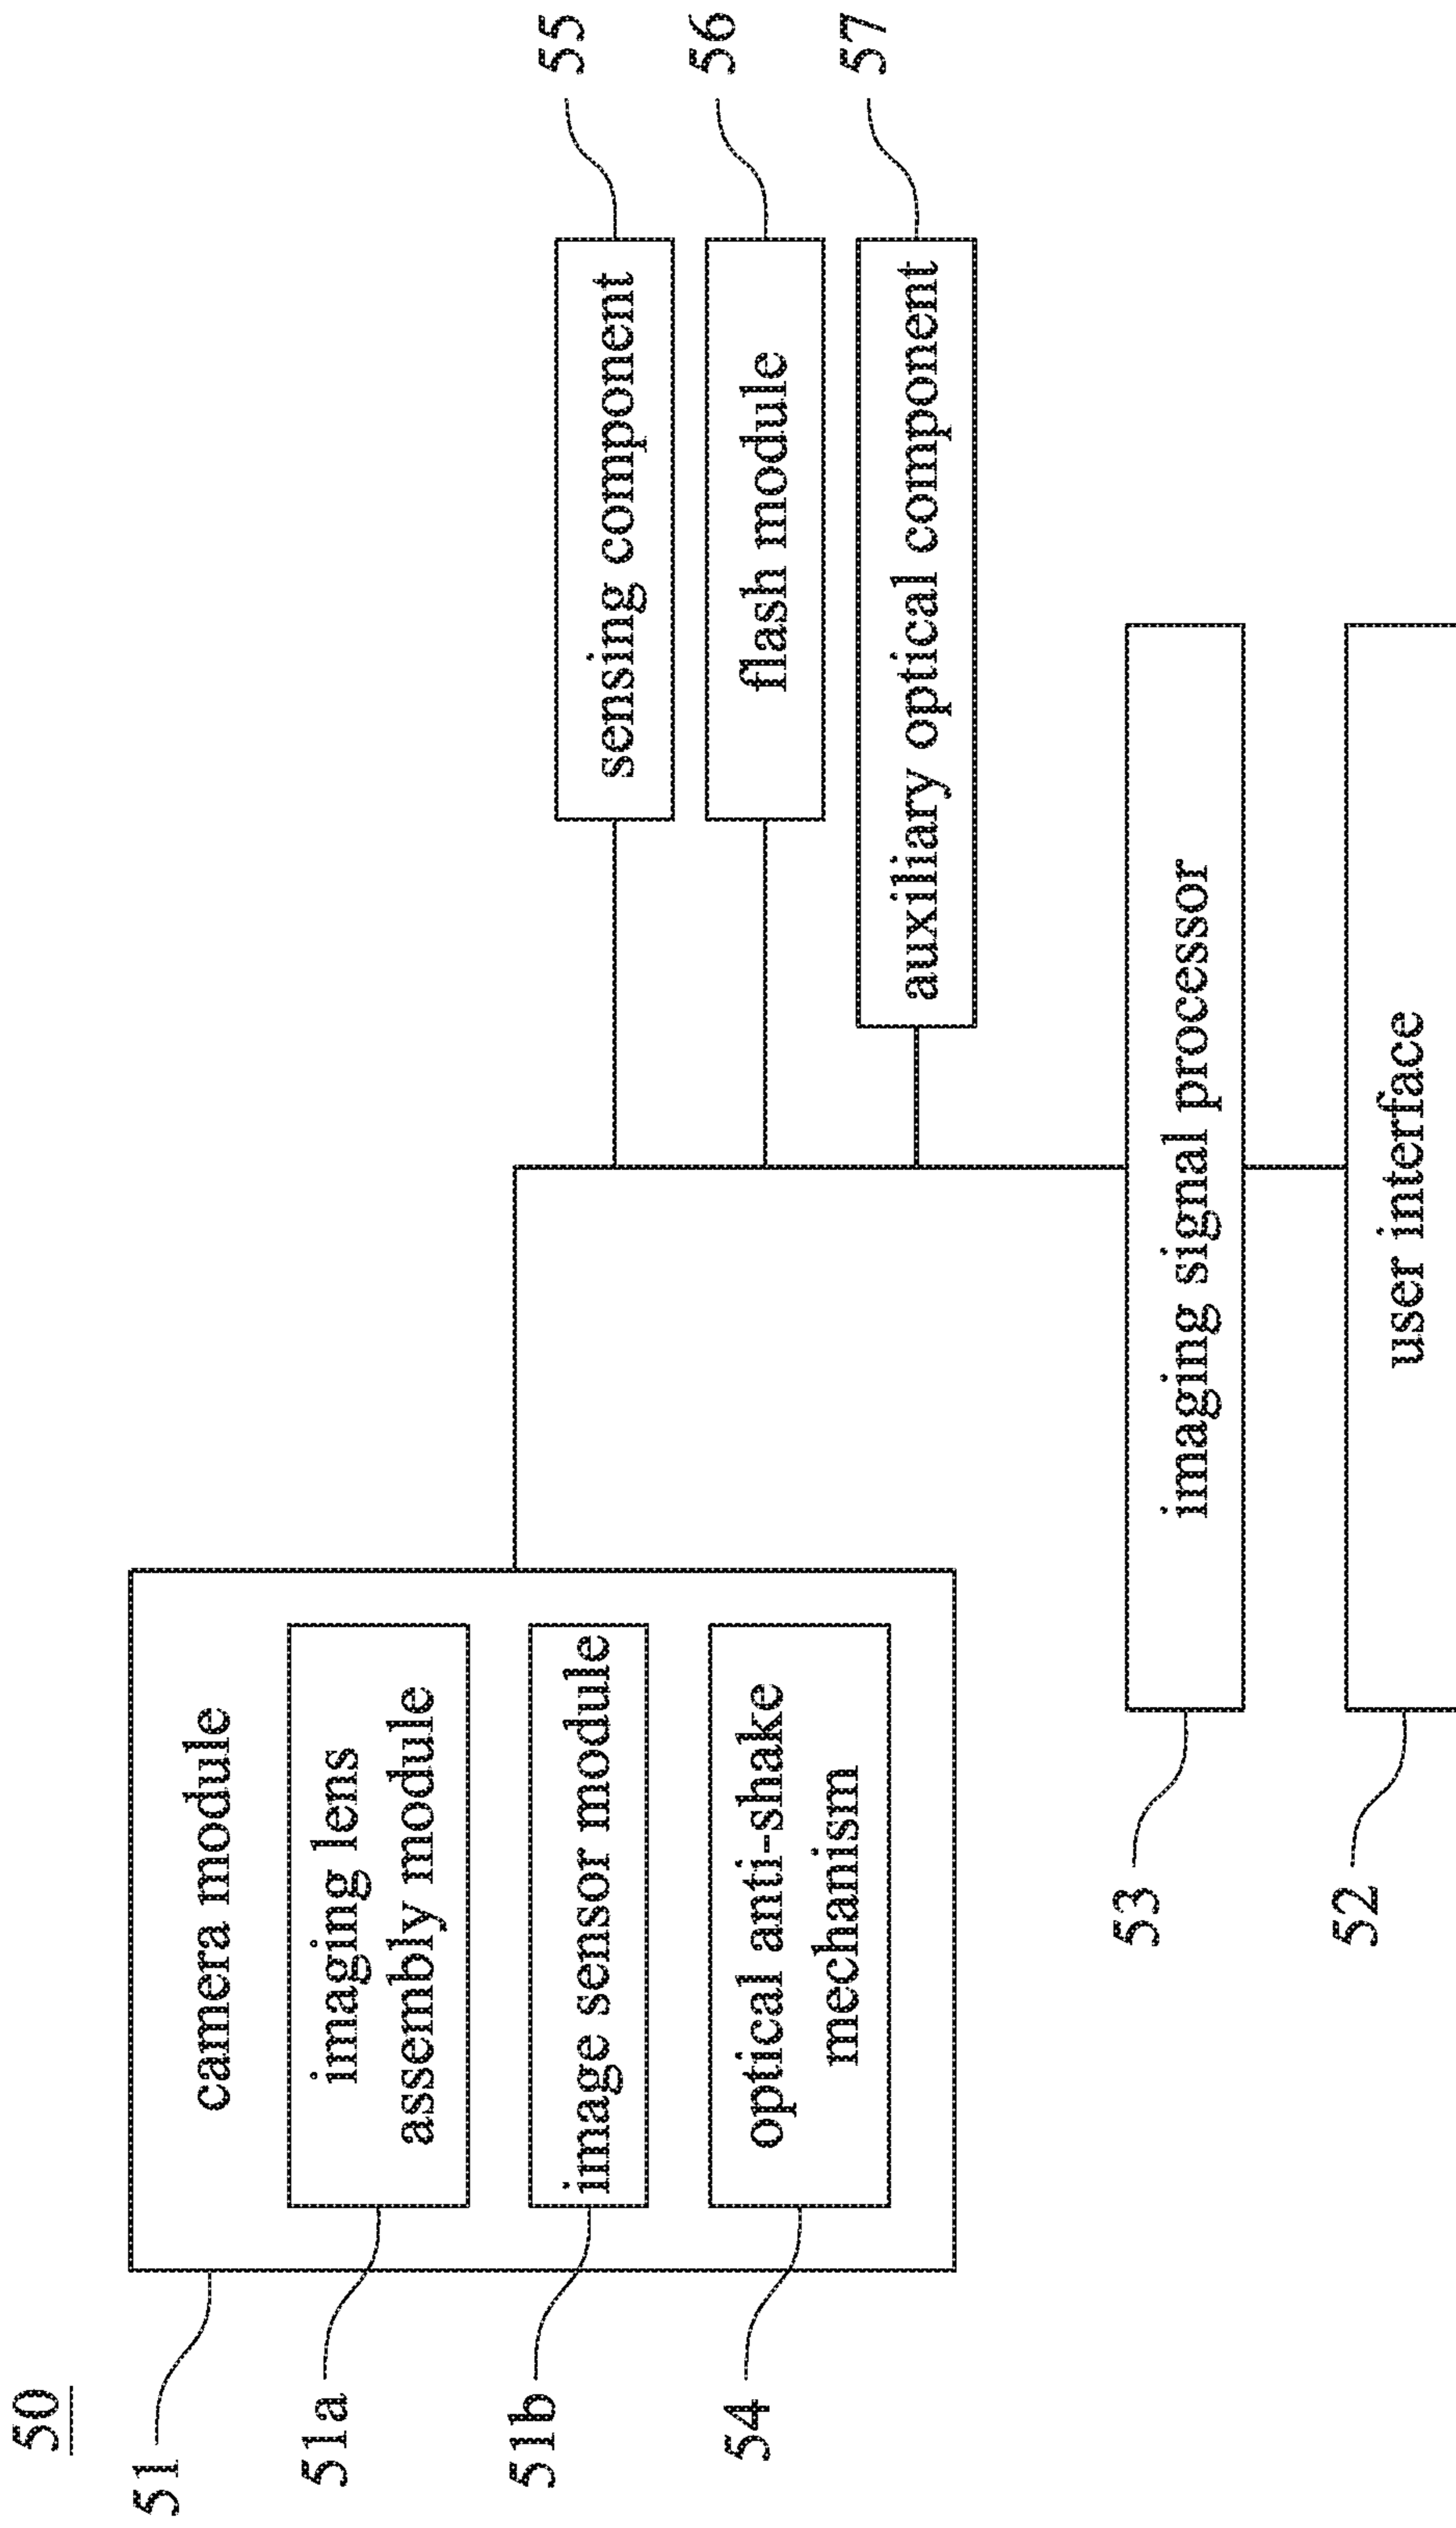 50
51
camera module
51a
imaging lens
assembly module
51b
image sensor module
54
optical anti-shake
mechanism
sensing component
55
flash module
56
auxiliary optical component
57
53
imaging signal processor
52
user interface